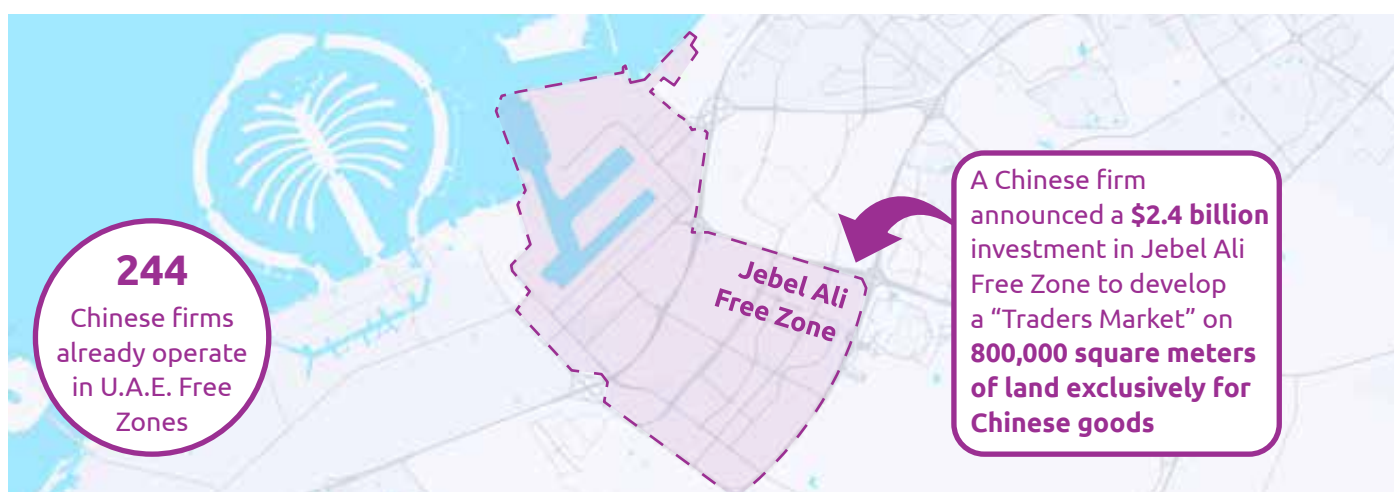 244
Chinese firms
already operate
in U.A.E. Free
Zones
Jebel Ali
Free Zone
A Chinese firm
announced a $2.4 billion
investment in Jebel Ali
Free Zone to develop
a “Traders Market” on
800,000 square meters
of land exclusively for
Chinese goods